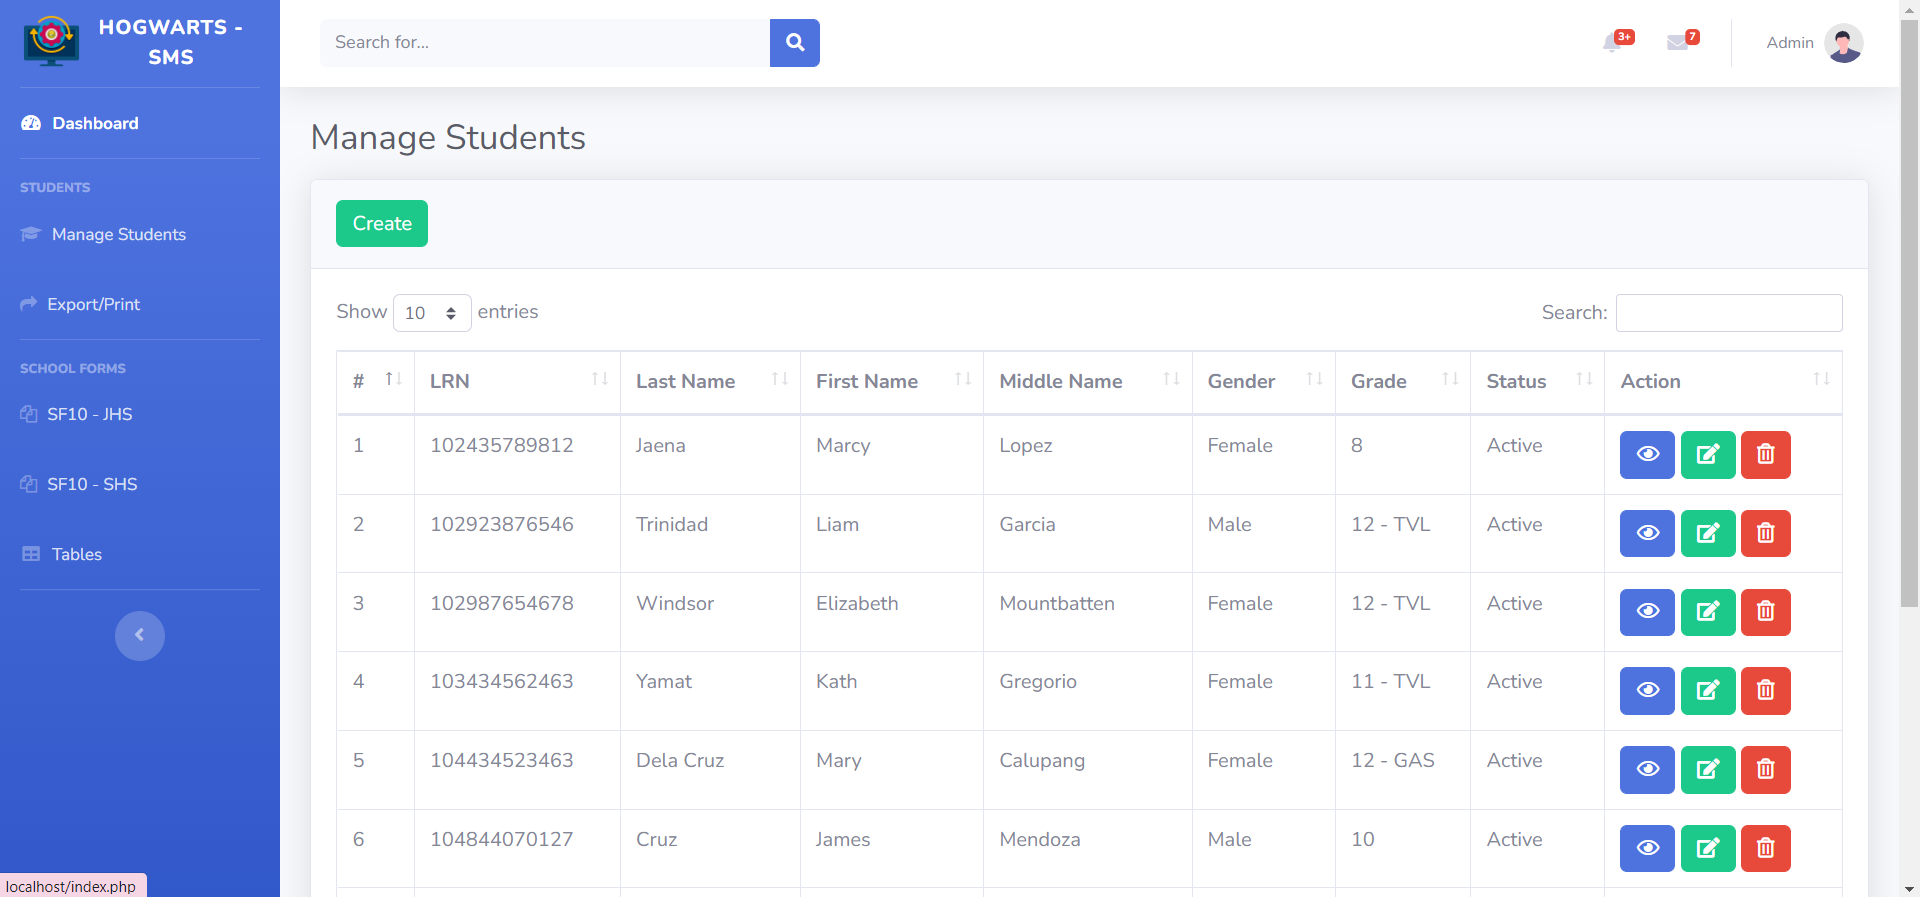 HOGWARTS -
SMS
Search for...
3+
7
Admin
Dashboard
STUDENTS
Manage Students
Export/Print
SCHOOL FORMS
SF10 - JHS
SF10 - SHS
Tables
Manage Students
Create
Show 10 entries
Search:
# LRN Last Name First Name Middle Name Gender Grade Status Action
1 102435789812 Jaena Marcy Lopez Female 8 Active
2 102923876546 Trinidad Liam Garcia Male 12 - TVL Active
3 102987654678 Windsor Elizabeth Mountbatten Female 12 - TVL Active
4 103434562463 Yamat Kath Gregorio Female 11 - TVL Active
5 104434523463 Dela Cruz Mary Calupang Female 12 - GAS Active
6 104844070127 Cruz James Mendoza Male 10 Active
localhost/index.php